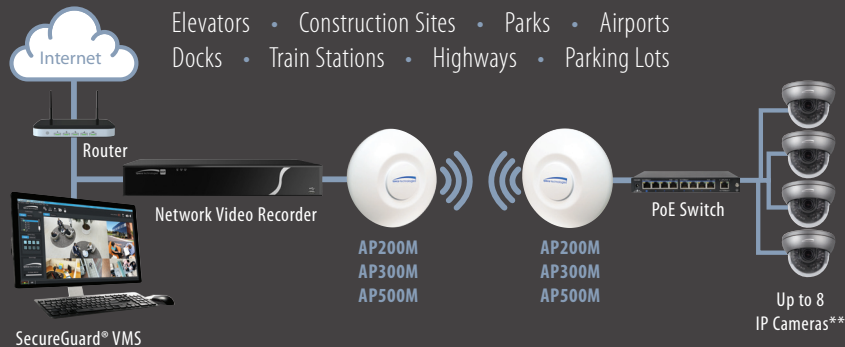 Elevators • Construction Sites • Parks • Airports
Docks • Train Stations • Highways • Parking Lots
Internet
Router
Network Video Recorder
AP200M
AP300M
AP500M
AP200M
AP300M
AP500M
PoE Switch
Up to 8
IP Cameras**
SecureGuard® VMS